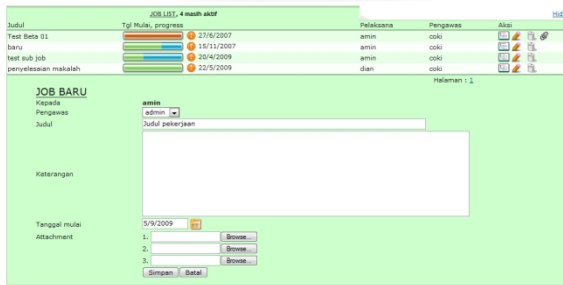 JOB LIST, 4 masih aktif
Hid
Judul Tgl Mulai, progress Pelaksana Pengawas Aksi
Test Beta 01 27/6/2007 amin coki
baru 15/11/2007 amin coki
test sub job 20/4/2009 amin coki
penyelesaian makalah 22/5/2009 dian coki
Halaman : 1
JOB BARU
Kepada amin
Pengawas admin
Judul Judul pekerjaan
Keterangan
Tanggal mulai 5/9/2009
Attachment 1. Browse...
2. Browse...
3. Browse...
Simpan Batal